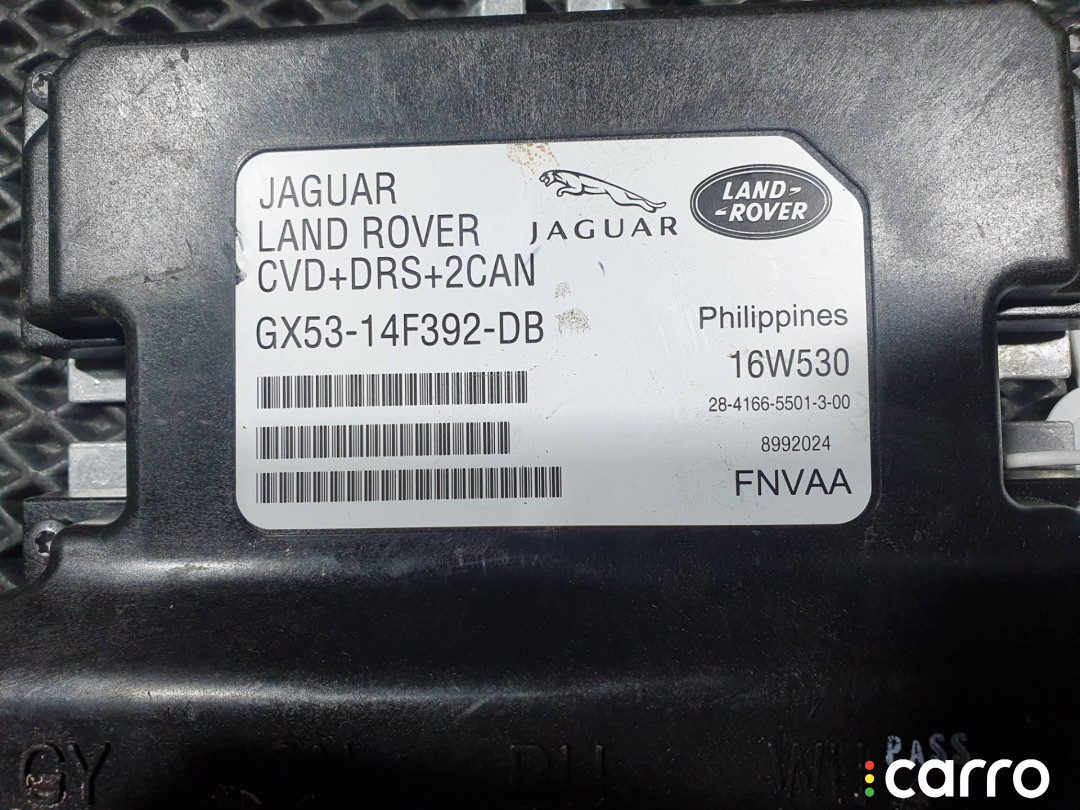 JAGUAR
LAND ROVER
CVD+DRS+2CAN
GX53-14F392-DB
JAGUAR
LAND-
-ROVER
Philippines
16W530
28-4166-5501-3-00
8992024
FNVAA
GY
PASS
carro